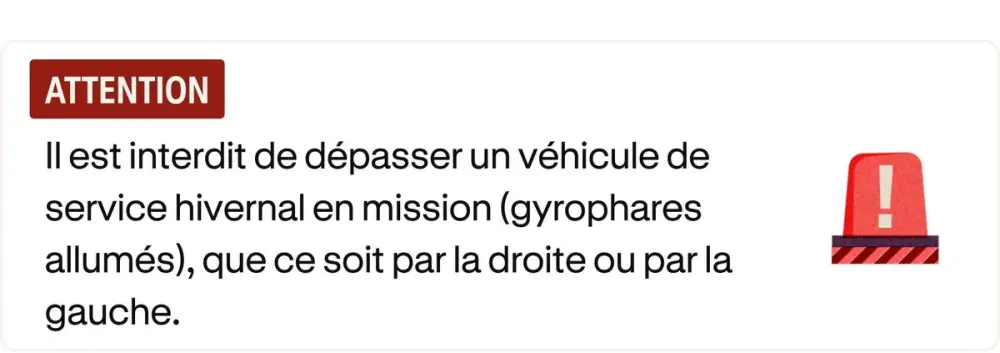 ATTENTION
Il est interdit de dépasser un véhicule de
service hivernal en mission (gyrophares
allumés), que ce soit par la droite ou par la
gauche.
!